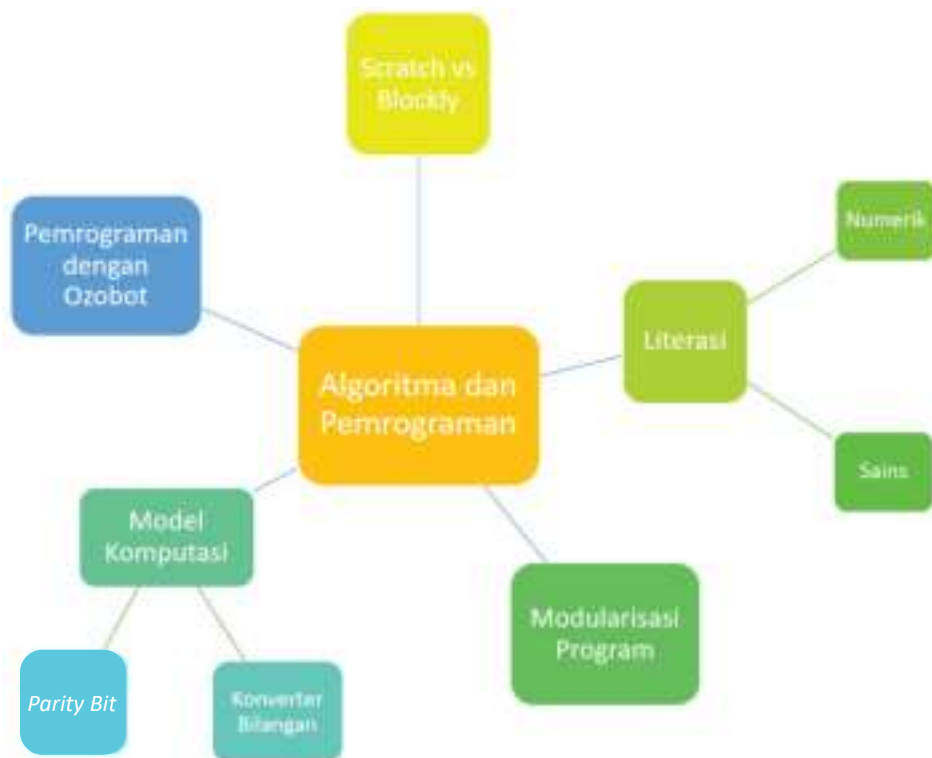 Scratch vs
Blockly
Pemrograman
dengan
Ozobot
Numerik
Literasi
Algoritma dan
Pemrograman
Sains
Model
Komputasi
Modularisasi
Program
Parity Bit
Konverter
Bilangan